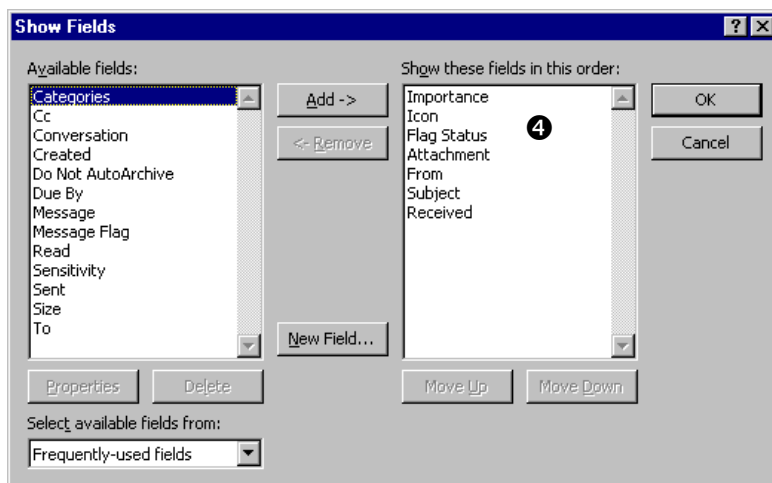 Show Fields
Available fields:
Categories
Cc
Conversation
Created
Do Not AutoArchive
Due By
Message
Message Flag
Read
Sensitivity
Sent
Size
To
Properties
Delete
Select available fields from:
Frequently-used fields
Add ->
<- Remove
New Field...
Show these fields in this order:
Importance
Icon
Flag Status
Attachment
From
Subject
Received
❹
Move Up
Move Down
OK
Cancel